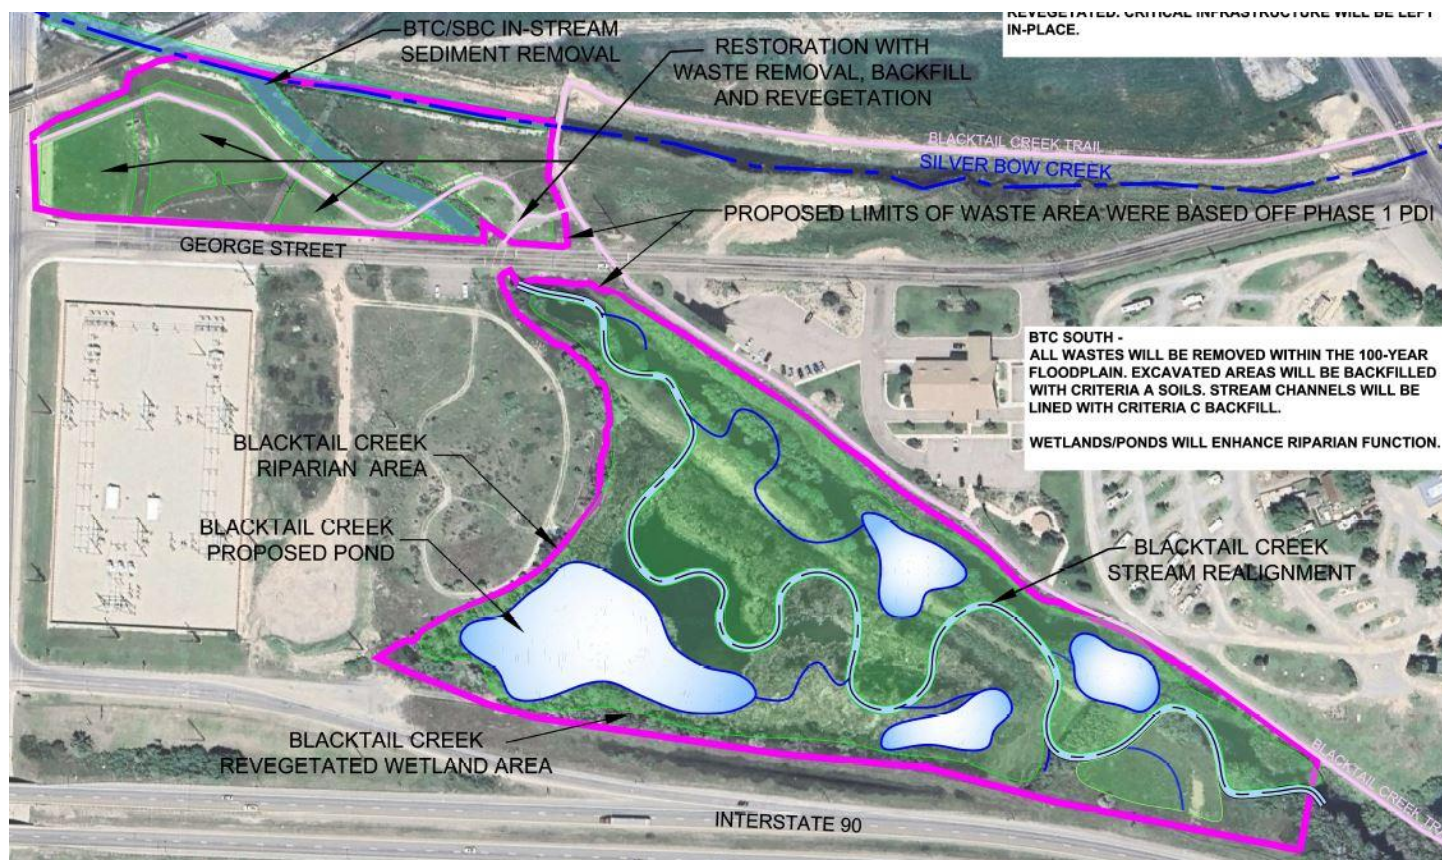 REVEGETATED. CRITICAL INFRASTRUCTURE WILL BE LEFT
IN-PLACE.
BTC/SBC IN-STREAM
SEDIMENT REMOVAL
RESTORATION WITH
WASTE REMOVAL, BACKFILL
AND REVEGETATION
BLACKTAIL CREEK TRAIL
SILVER BOW CREEK
PROPOSED LIMITS OF WASTE AREA WERE BASED OFF PHASE 1 PDI
GEORGE STREET
BTC SOUTH -
ALL WASTES WILL BE REMOVED WITHIN THE 100-YEAR
FLOODPLAIN. EXCAVATED AREAS WILL BE BACKFILLED
WITH CRITERIA A SOILS. STREAM CHANNELS WILL BE
LINED WITH CRITERIA C BACKFILL.
WETLANDS/PONDS WILL ENHANCE RIPARIAN FUNCTION.
BLACKTAIL CREEK
RIPARIAN AREA
BLACKTAIL CREEK
PROPOSED POND
BLACKTAIL CREEK
STREAM REALIGNMENT
BLACKTAIL CREEK
REVEGETATED WETLAND AREA
BLACKTAIL CREEK TRA
INTERSTATE 90